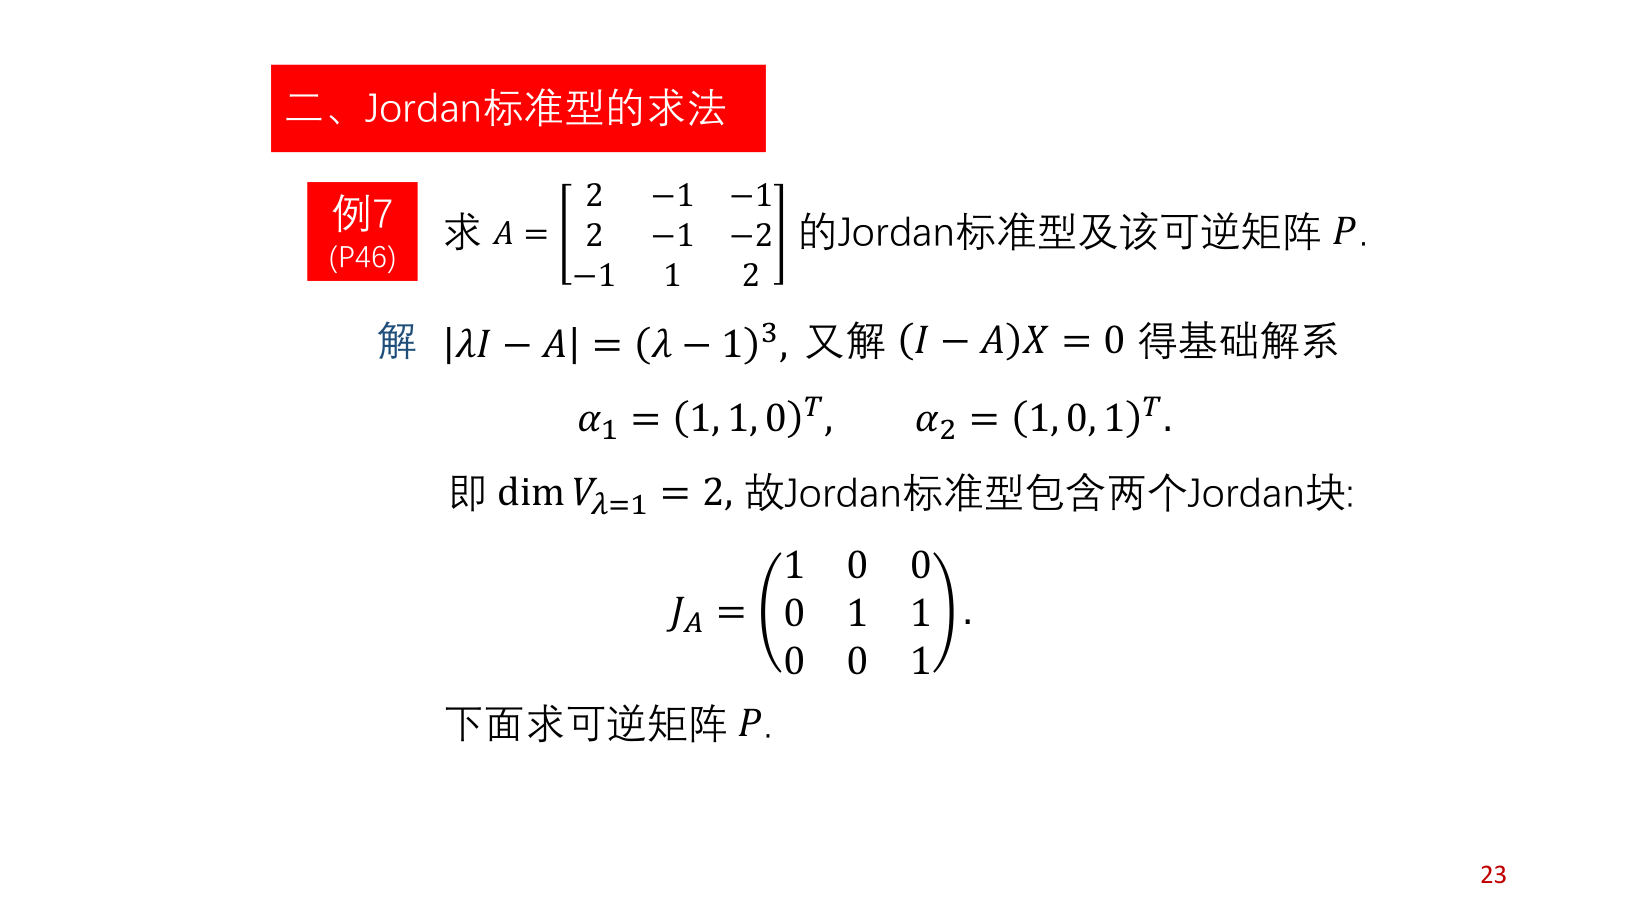 二、Jordan标准型的求法
例7
(P46)
求 A = [2 −1 −1
2 −1 −2
−1 1 2] 的Jordan标准型及该可逆矩阵 P.
解 |λI − A| = (λ − 1)³, 又解 (I − A)X = 0 得基础解系
α₁ = (1, 1, 0)ᵀ, α₂ = (1, 0, 1)ᵀ.
即 dim V_{λ=1} = 2, 故Jordan标准型包含两个Jordan块:
J_A = (1 0 0
0 1 1
0 0 1).
下面求可逆矩阵 P.
23